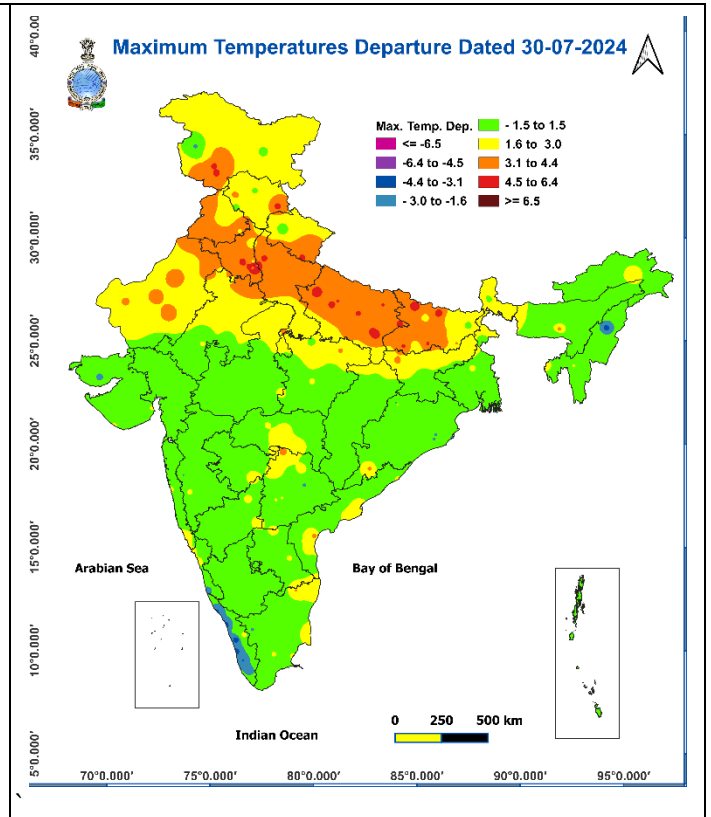 Maximum Temperatures Departure Dated 30-07-2024
Max. Temp. Dep.
<= -6.5
-6.4 to -4.5
-4.4 to -3.1
- 3.0 to -1.6
- 1.5 to 1.5
1.6 to 3.0
3.1 to 4.4
4.5 to 6.4
>= 6.5
40°0.00
35°0.000'
30°0.000'
25°0.000'
20°0.000'
15°0.000'
10°0.000'
5°0.000'
Arabian Sea
Bay of Bengal
Indian Ocean
0 250 500 km
70°0.000' 75°0.000' 80°0.000' 85°0.000' 90°0.000' 95°0.000'
`